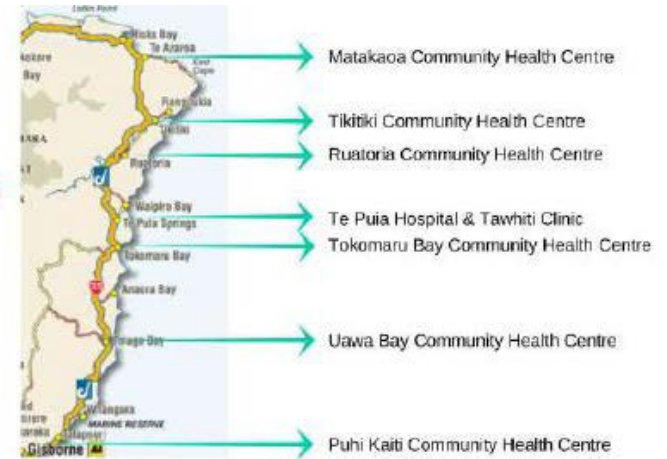 Hicks Bay
Te Araroa
East
Cape
Matakaoa Community Health Centre
Bay
Tikitiki
Tikitiki Community Health Centre
Ruatoria
Ruatoria Community Health Centre
Waipiro Bay
Te Puia Springs
Te Puia Hospital & Tawhiti Clinic
Tokomaru Bay
Tokomaru Bay Community Health Centre
Anaura Bay
Uawa Bay Community Health Centre
MARINE RESERVE
Gisborne
Puhi Kaiti Community Health Centre